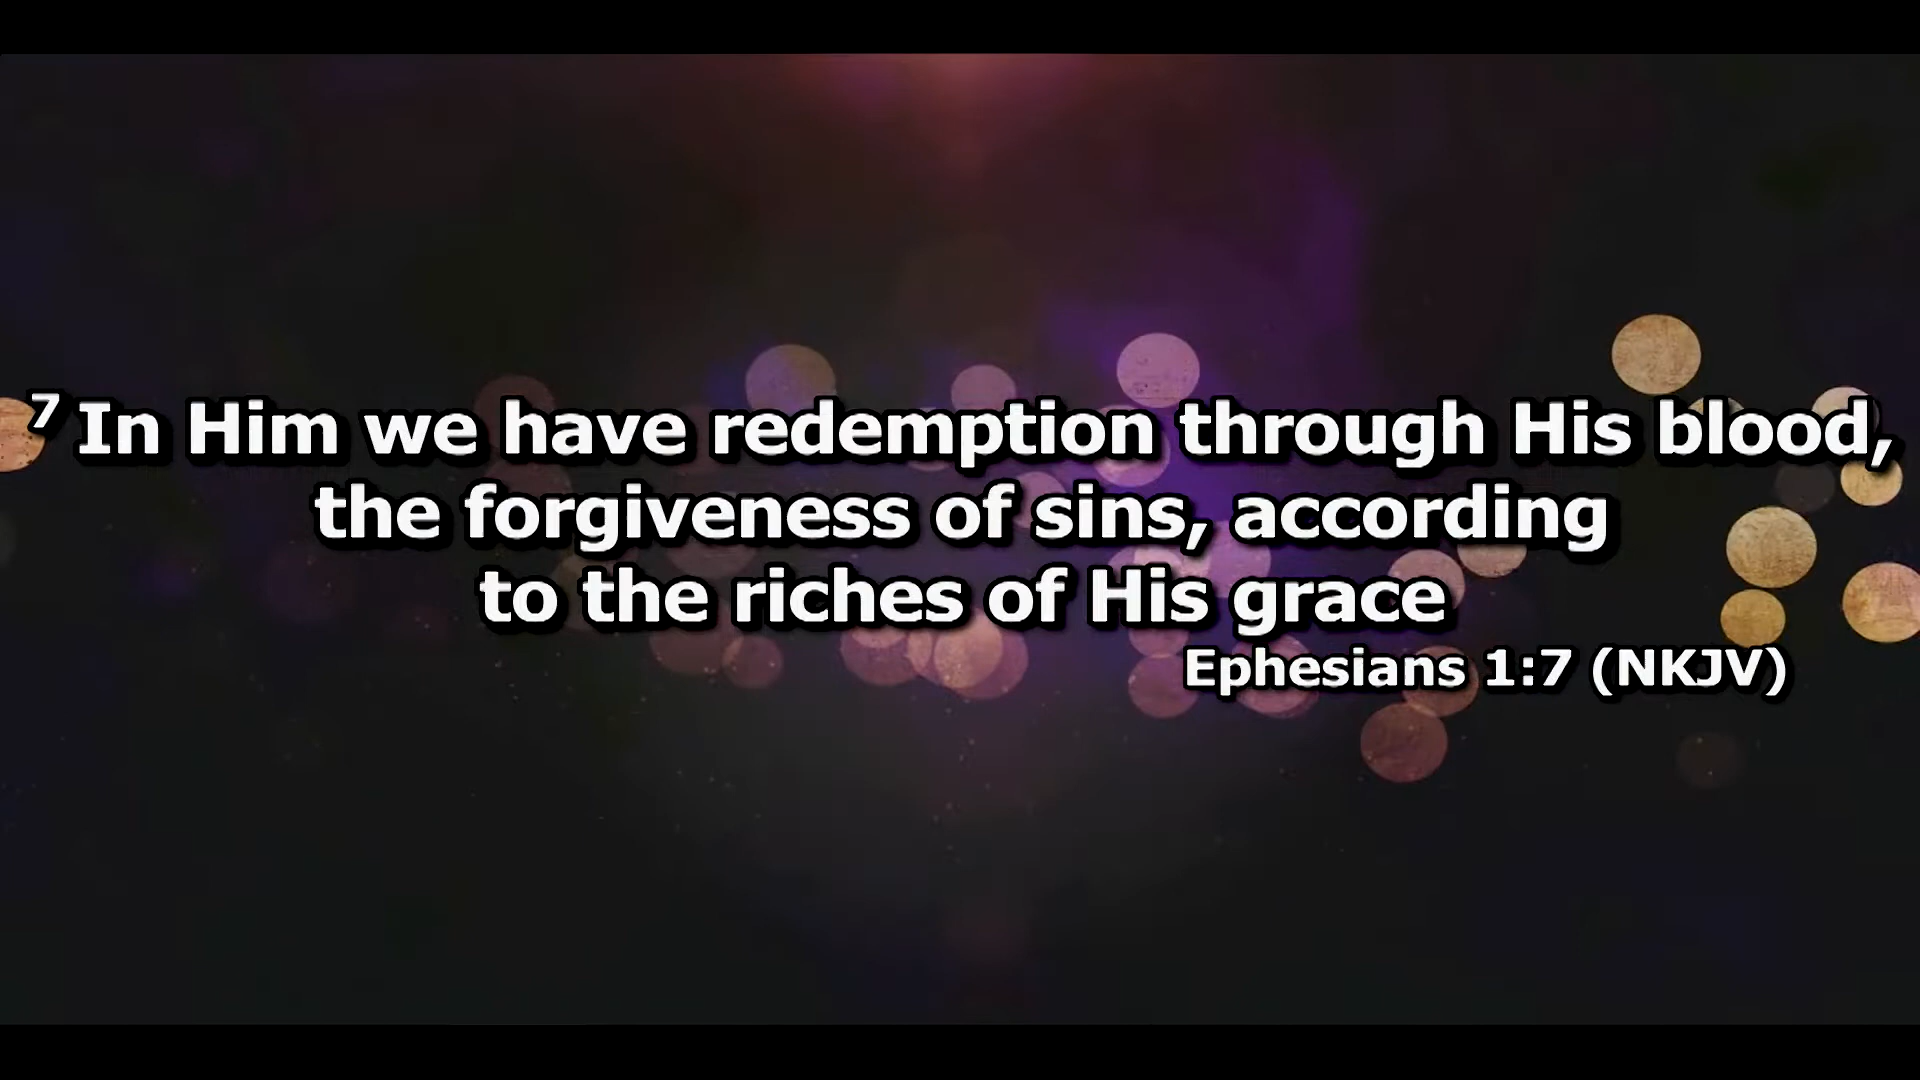 7 In Him we have redemption through His blood,
the forgiveness of sins, according
to the riches of His grace
Ephesians 1:7 (NKJV)